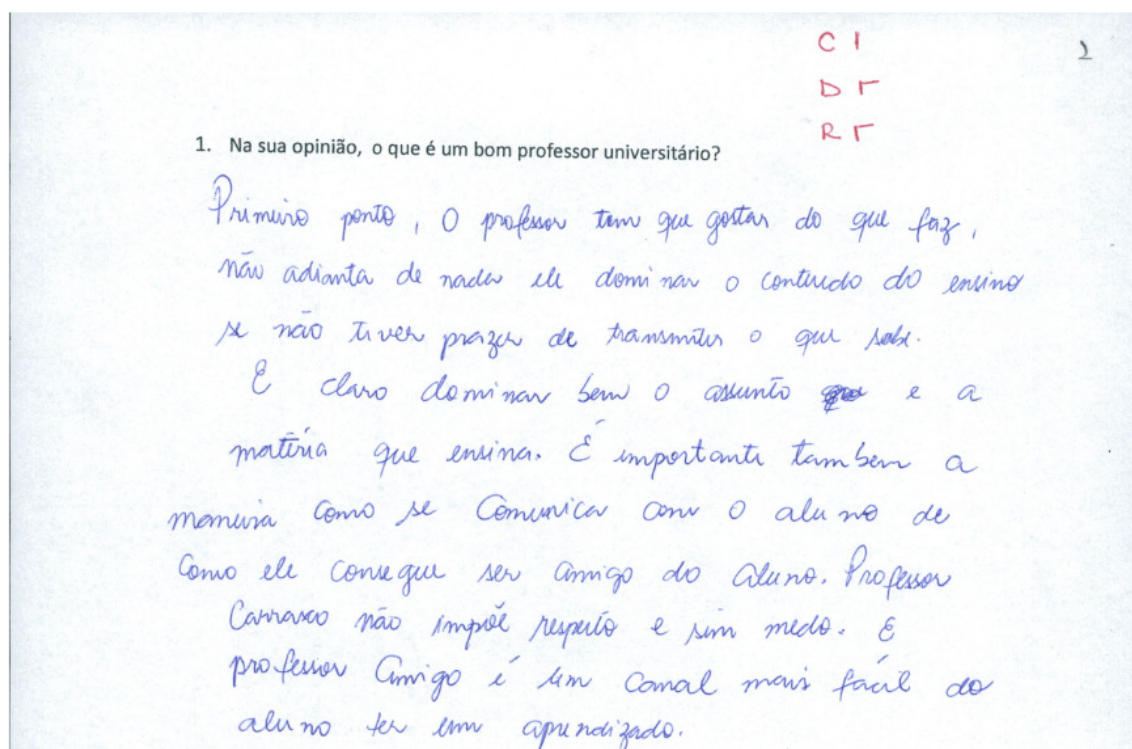 C I
2
D Γ
R Γ
1. Na sua opinião, o que é um bom professor universitário?
Primeiro ponto, O professor tem que gostar do que faz,
não adianta de nada ele dominar o conteudo do ensino
se não tiver prazer de transmitir o que sabe.
E claro dominar bem o assunto e a
matéria que ensina. É importante tambem a
maneira como se Comunica com o aluno de
Como ele consegue ser amigo do aluno. Professor
Carrasco não impõe respeito e sim medo. E
professor Amigo é um canal mais fácil do
aluno ter um aprendizado.